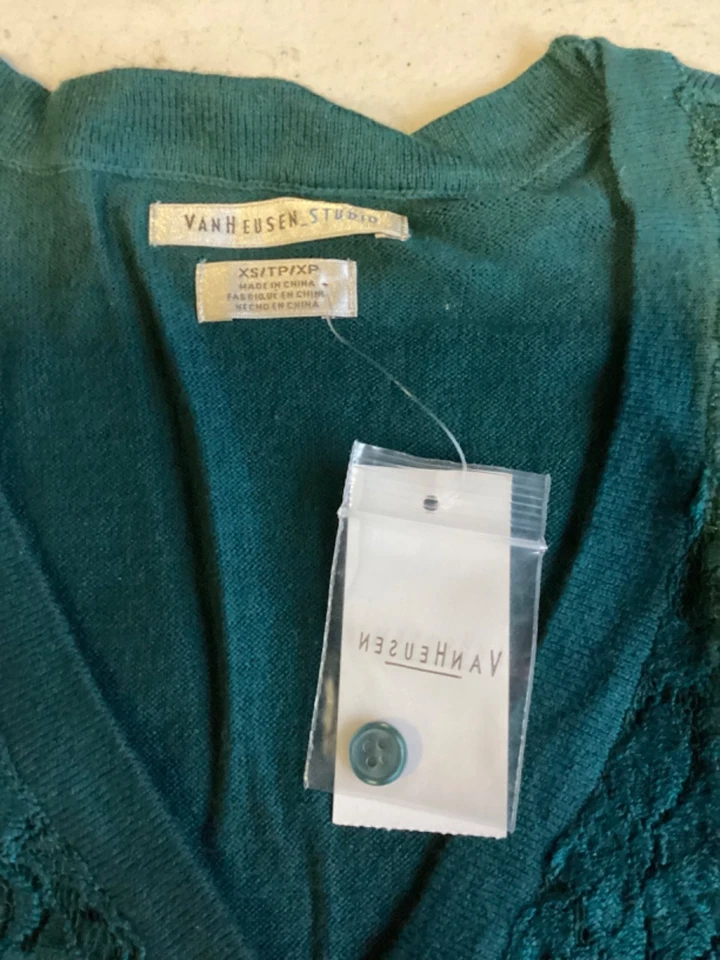 VANHEUSEN_STUDIO
XS/TP/XP
MADE IN CHINA
FABRIQUE EN CHINE
HECHO EN CHINA
VANHEUSEN